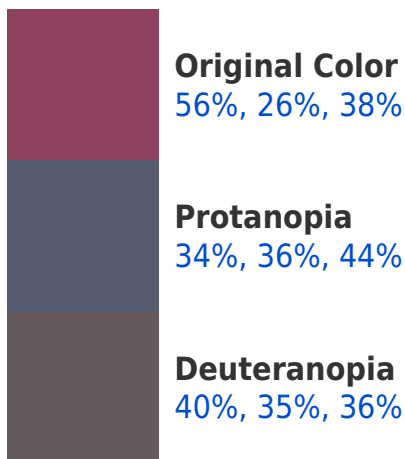 Original Color
56%, 26%, 38%
Protanopia
34%, 36%, 44%
Deuteranopia
40%, 35%, 36%